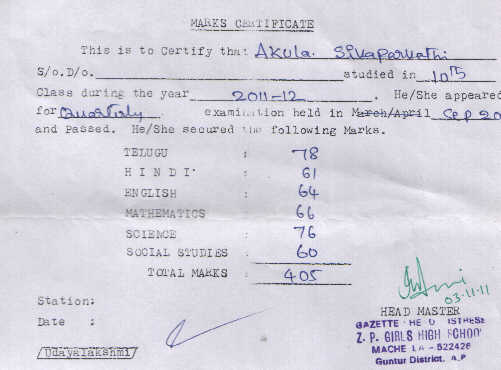 MARKS CERTIFICATE
This is to Certify that Akula. Sivaparvathi
S/o.D/o. studied in 10th
Class during the year 2011-12 . He/She appeared
for Quarterly examination held in March/April Sep 20
and Passed. He/She secured the following Marks.
TELUGU : 78
HINDI : 61
ENGLISH : 64
MATHEMATICS : 66
SCIENCE : 76
SOCIAL STUDIES : 60
TOTAL MARKS : 405
03-11-11
Station:
HEAD MASTER
Date :
Z. P. GIRLS HIGH SCHOOL
/Udayalakshmi/
522426
Guntur District. A.P